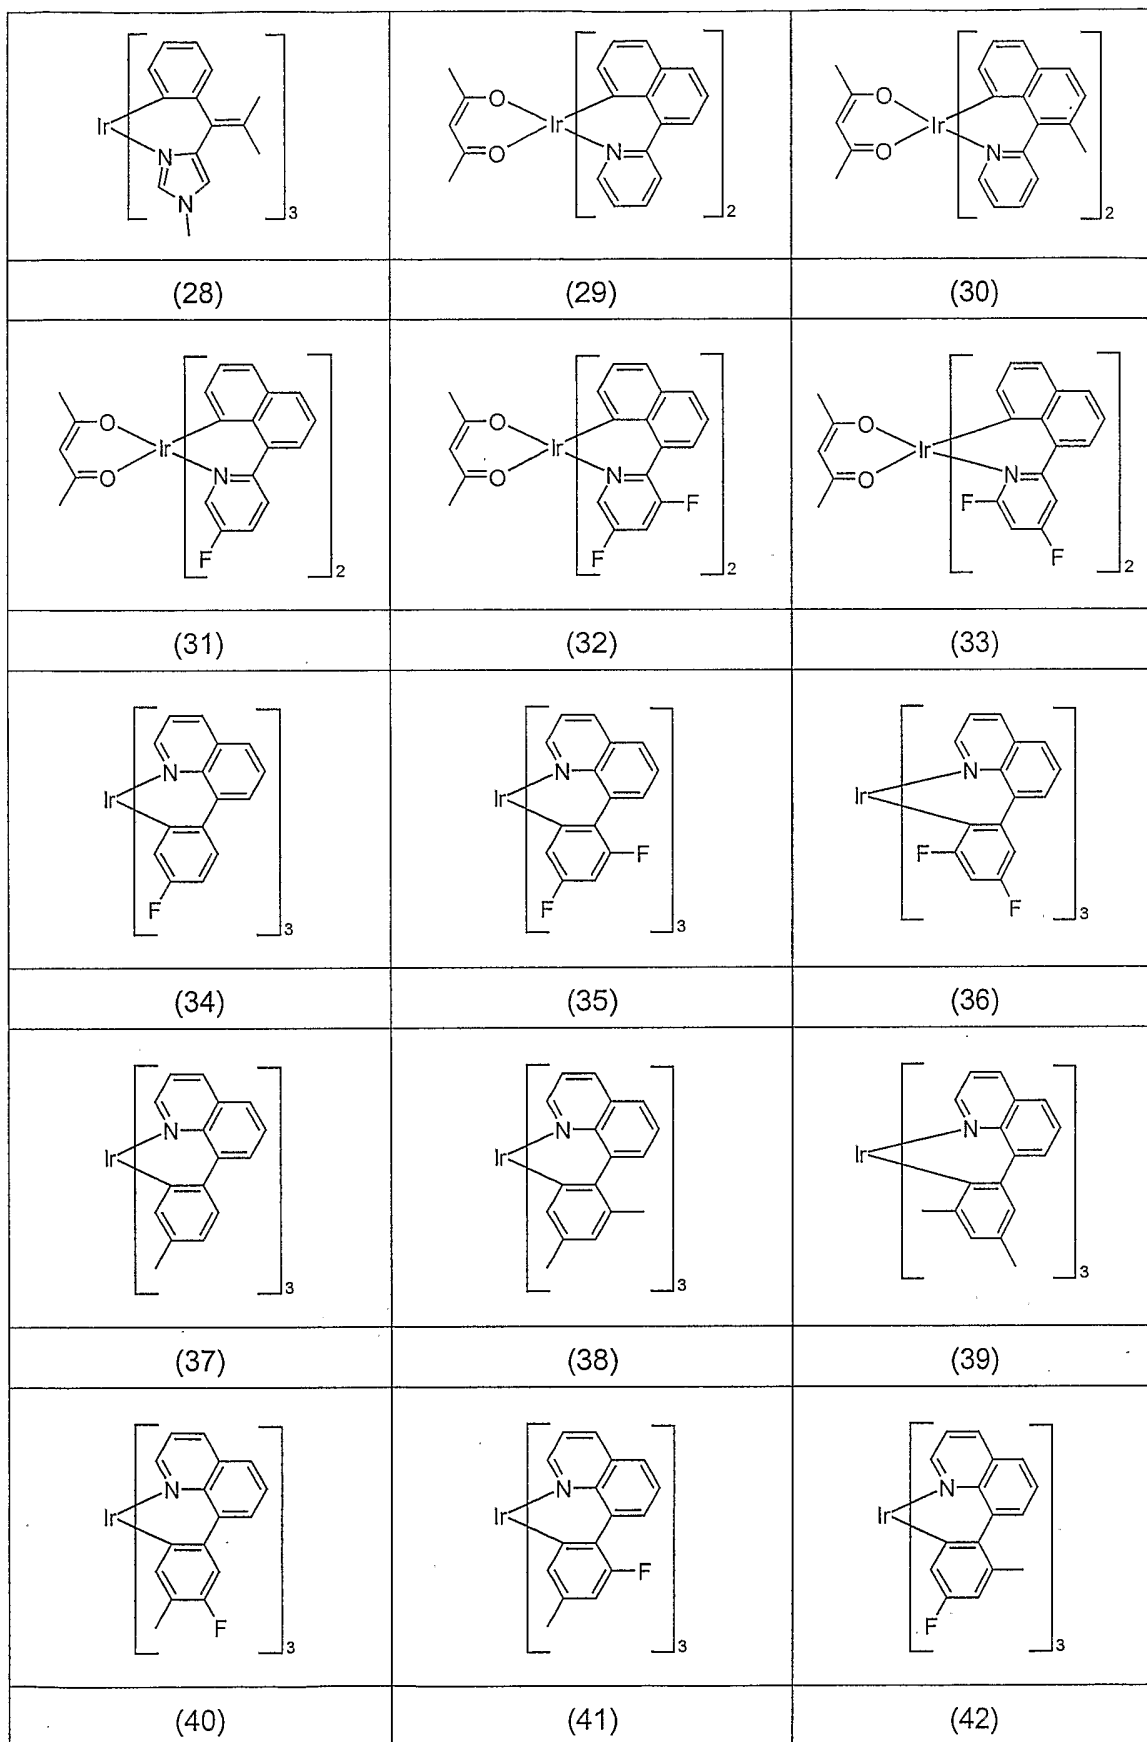 Ir N N 3
O O Ir N 2
O O Ir N 2
(28) (29) (30)
O O Ir N F 2
O O Ir N F F 2
O O Ir N F F 2
(31) (32) (33)
Ir N F 3
Ir N F F 3
Ir N F F 3
(34) (35) (36)
Ir N 3
Ir N 3
Ir N 3
(37) (38) (39)
Ir N F 3
Ir N F 3
Ir N F 3
(40) (41) (42)